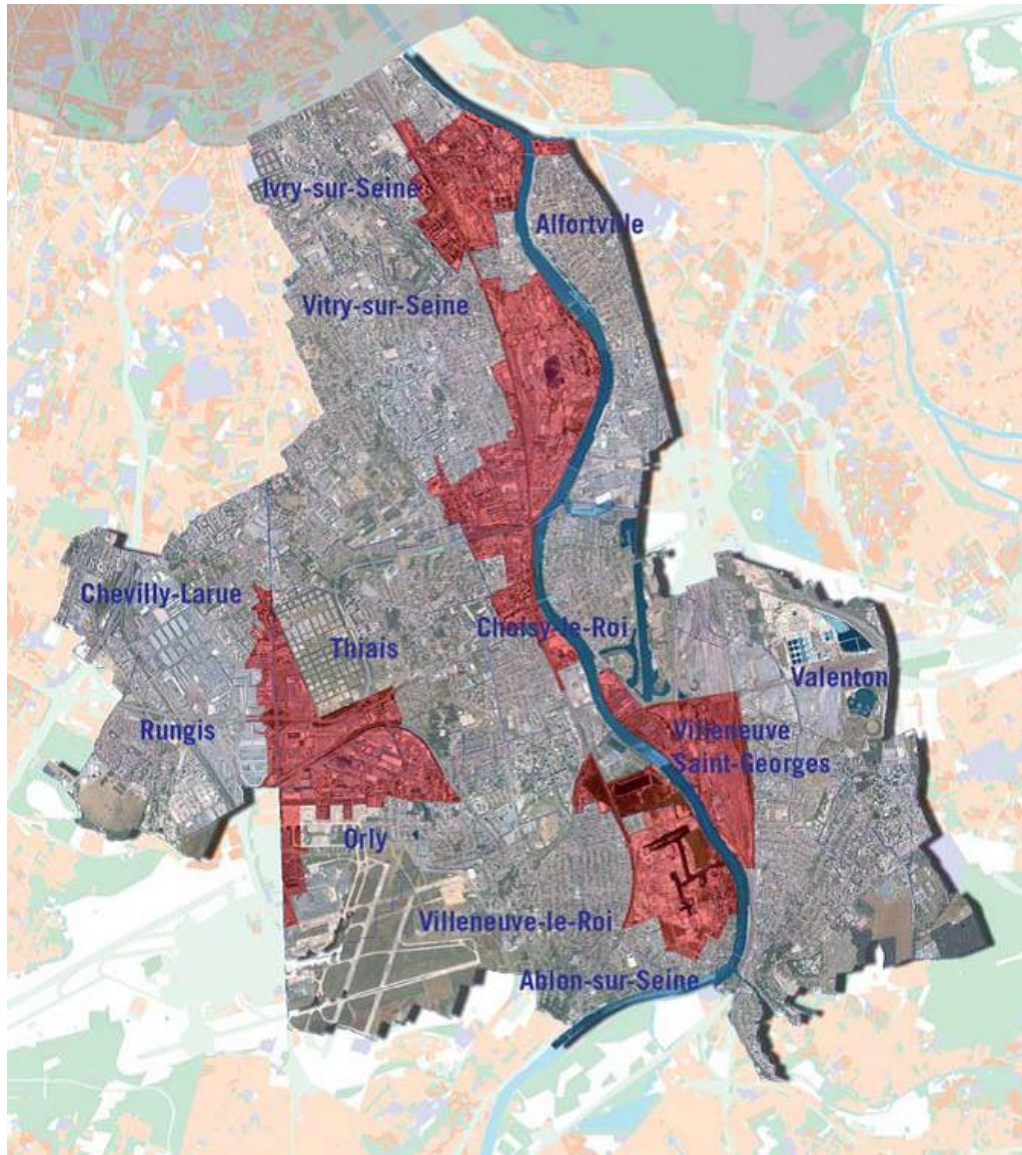 Ivry-sur-Seine
Alfortville
Vitry-sur-Seine
Chevilly-Larue
Choisy-le-Roi
Thiais
Valenton
Rungis
Villeneuve
Saint-Georges
Orly
Villeneuve-le-Roi
Ablon-sur-Seine